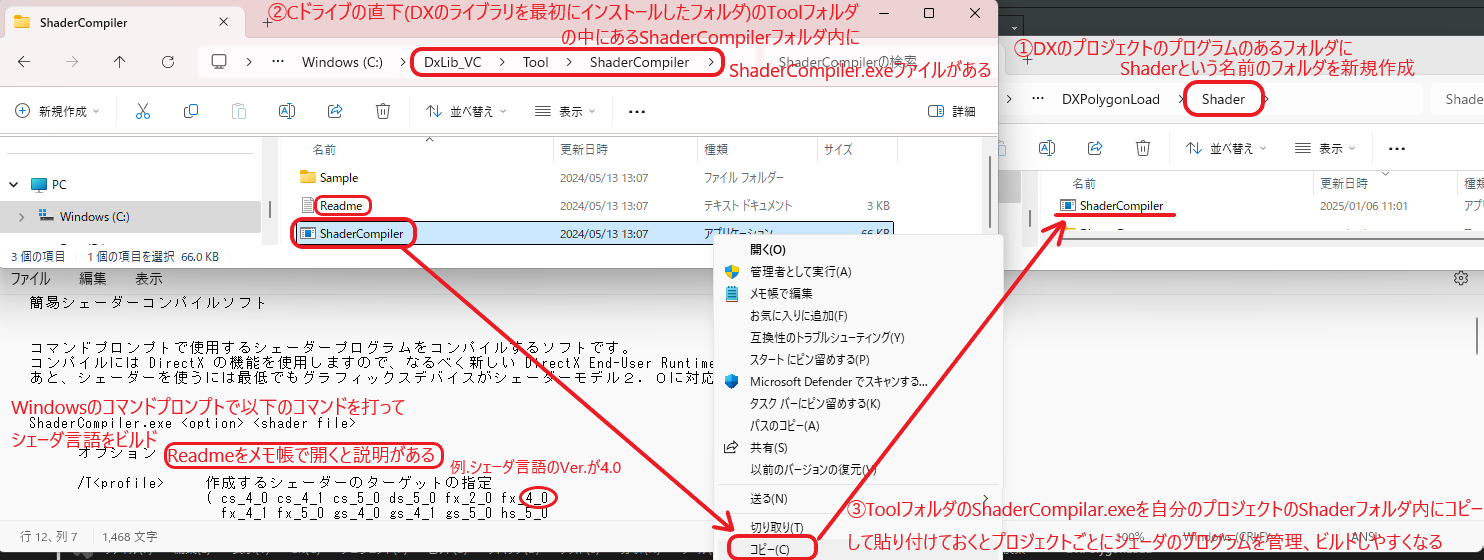 ShaderCompiler
②Cドライブの直下(DXのライブラリを最初にインストールしたフォルダ)のToolフォルダ
の中にあるShaderCompilerフォルダ内に
ShaderCompiler.exeファイルがある
Windows (C:)
DxLib_VC
Tool
ShaderCompiler
ShaderCompilerの検索
新規作成
並べ替え
表示
詳細
名前
更新日時
種類
サイズ
Sample
2024/05/13 13:07
ファイル フォルダー
Readme
2024/05/13 13:07
テキスト ドキュメント
3 KB
ShaderCompiler
2024/05/13 13:07
アプリケーション
66 KB
PC
Windows (C:)
3 個の項目
1 個の項目を選択 66.0 KB
①DXのプロジェクトのプログラムのあるフォルダに
Shaderという名前のフォルダを新規作成
DXPolygonLoad
Shader
並べ替え
表示
名前
更新日時
ShaderCompiler
2025/01/06 11:01
ファイル
編集
表示
簡易シェーダーコンパイルソフト
コマンドプロンプトで使用するシェーダープログラムをコンパイルするソフトです。
コンパイルには DirectX の機能を使用しますので、なるべく新しい DirectX End-User Runtime
あと、シェーダーを使うには最低でもグラフィックスデバイスがシェーダーモデル２．０に対応
Windowsのコマンドプロンプトで以下のコマンドを打って
ShaderCompiler.exe <option> <shader file>
シェーダ言語をビルド
オプション
Readmeをメモ帳で開くと説明がある
例.シェーダ言語のVer.が4.0
/T<profile> 作成するシェーダーのターゲットの指定
( cs_4_0 cs_4_1 cs_5_0 ds_5_0 fx_2_0 fx_4_0
fx_4_1 fx_5_0 gs_4_0 gs_4_1 gs_5_0 hs_5_0
行 12、列 7
1,468 文字
開く(O)
管理者として実行(A)
メモ帳で編集
お気に入りに追加(F)
互換性のトラブルシューティング(Y)
スタート にピン留めする(P)
Microsoft Defender でスキャンする...
タスク バーにピン留めする(K)
パスのコピー(A)
共有(S)
以前のバージョンの復元(V)
送る(N)
切り取り(T)
コピー(C)
③ToolフォルダのShaderCompilar.exeを自分のプロジェクトのShaderフォルダ内にコピー
して貼り付けておくとプロジェクトごとにシェーダのプログラムを管理、ビルドしやすくなる
100%
Windows (CRLF)
ANSI